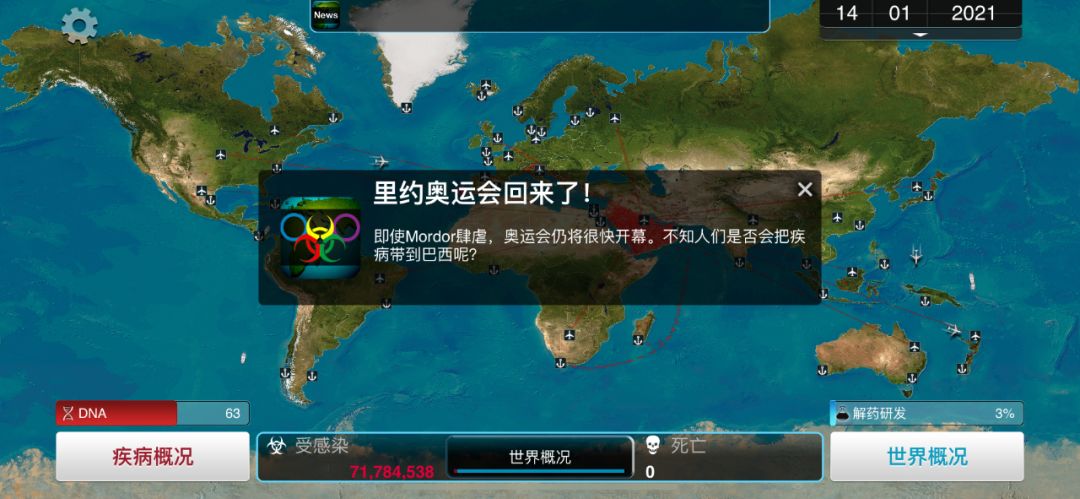 News
14 01 2021
里约奥运会回来了！
即使Mordor肆虐，奥运会仍将很快开幕。不知人们是否会把疾
病带到巴西呢?
DNA 63
解药研发 3%
疾病概况
受感染
71,784,538
世界概况
死亡
0
世界概况